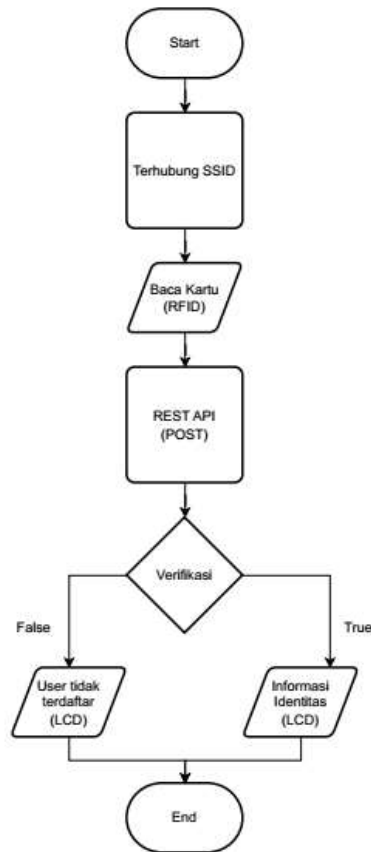 Start
Terhubung SSID
Baca Kartu
(RFID)
REST API
(POST)
Verifikasi
False
True
User tidak
terdaftar
(LCD)
Informasi
Identitas
(LCD)
End